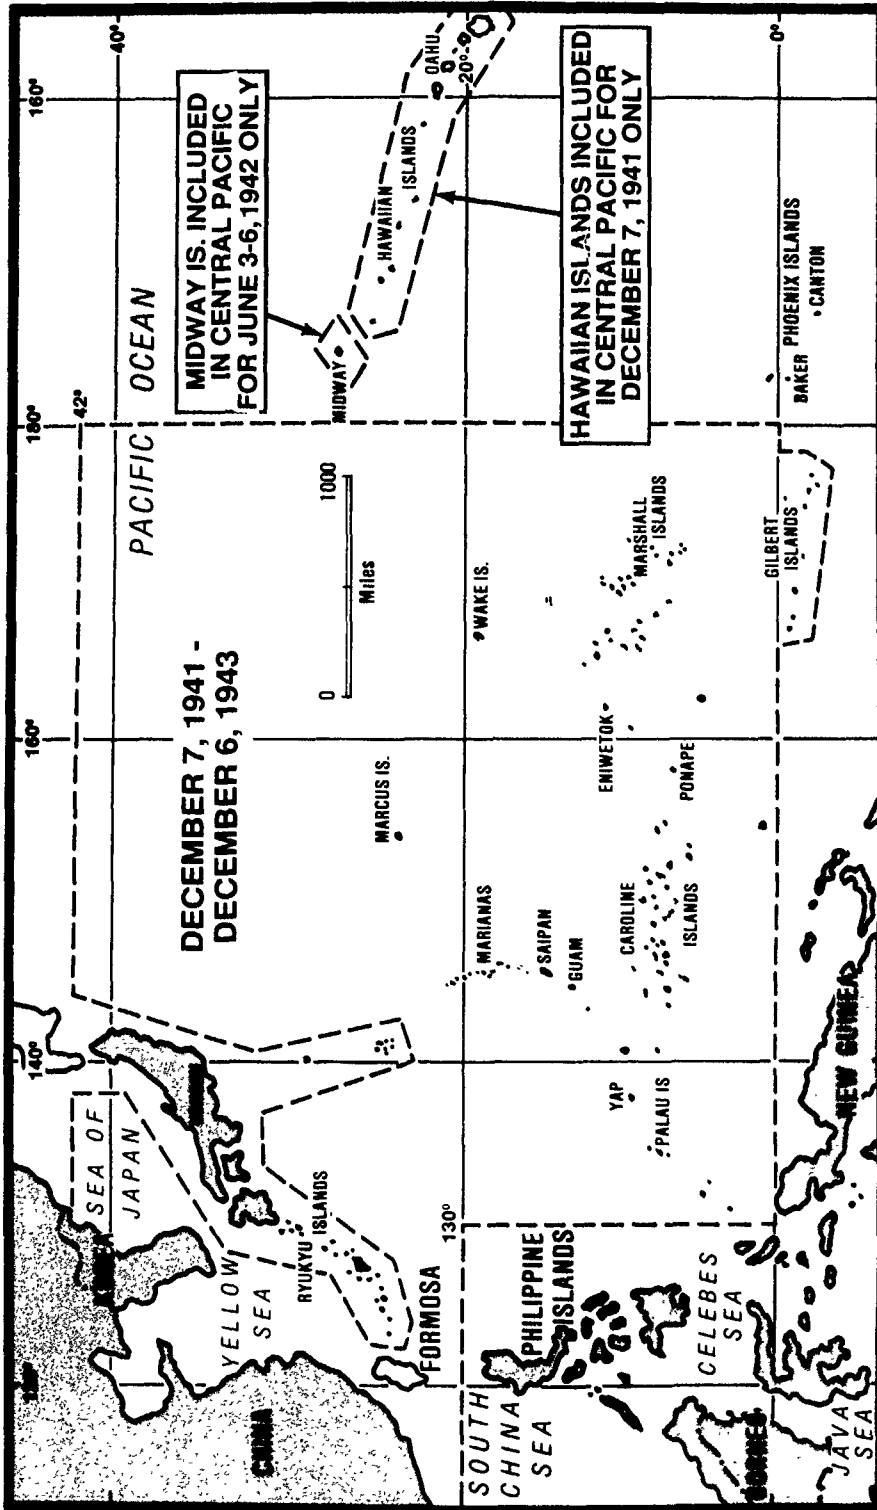 140°
160°
180°
160°
42°
40°
SEA OF
JAPAN
PACIFIC OCEAN
DECEMBER 7, 1941 -
DECEMBER 6, 1943
MIDWAY IS. INCLUDED
IN CENTRAL PACIFIC
FOR JUNE 3-6, 1942 ONLY
CHINA
YELLOW
SEA
RYUKYU
ISLANDS
FORMOSA
0
1000
Miles
MIDWAY
HAWAIIAN
ISLANDS
OAHU
20°
MARCUS IS.
130°
MARIANAS
WAKE IS.
SAIPAN
GUAM
HAWAIIAN ISLANDS INCLUDED
IN CENTRAL PACIFIC FOR
DECEMBER 7, 1941 ONLY
SOUTH
CHINA
SEA
PHILIPPINE
ISLANDS
YAP
PALAU IS
CAROLINE
ISLANDS
ENIWETOK
PONAPE
MARSHALL
ISLANDS
CELEBES
SEA
BORNEO
JAVA
SEA
NEW GUINEA
GILBERT
ISLANDS
0°
BAKER
PHOENIX ISLANDS
CANTON